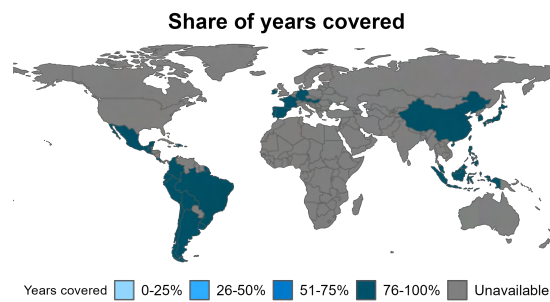 Share of years covered
Years covered 0-25% 26-50% 51-75% 76-100% Unavailable